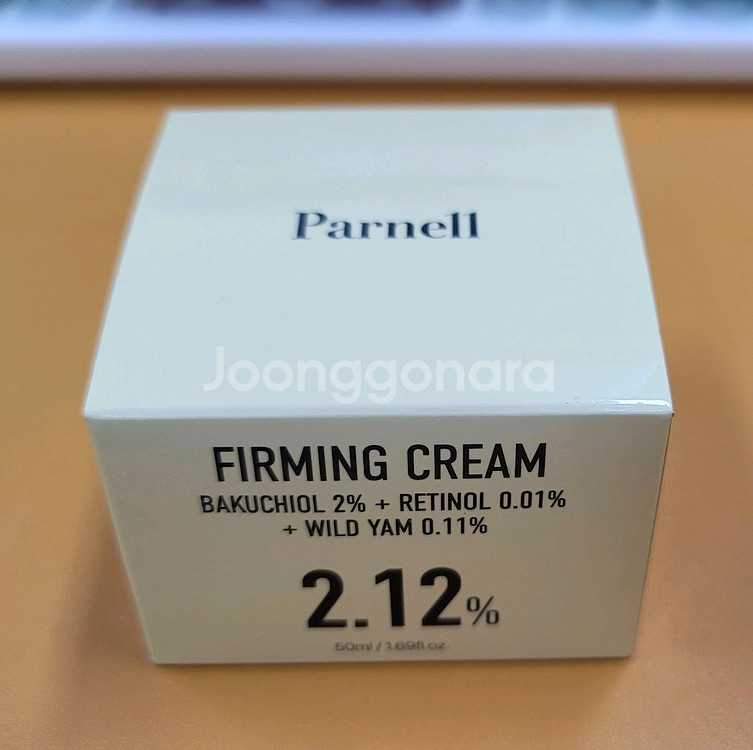 Parnell
Joonggonara
FIRMING CREAM
BAKUCHIOL 2% + RETINOL 0.01%
+ WILD YAM 0.11%
2.12%
50ml / 1.69fl.oz